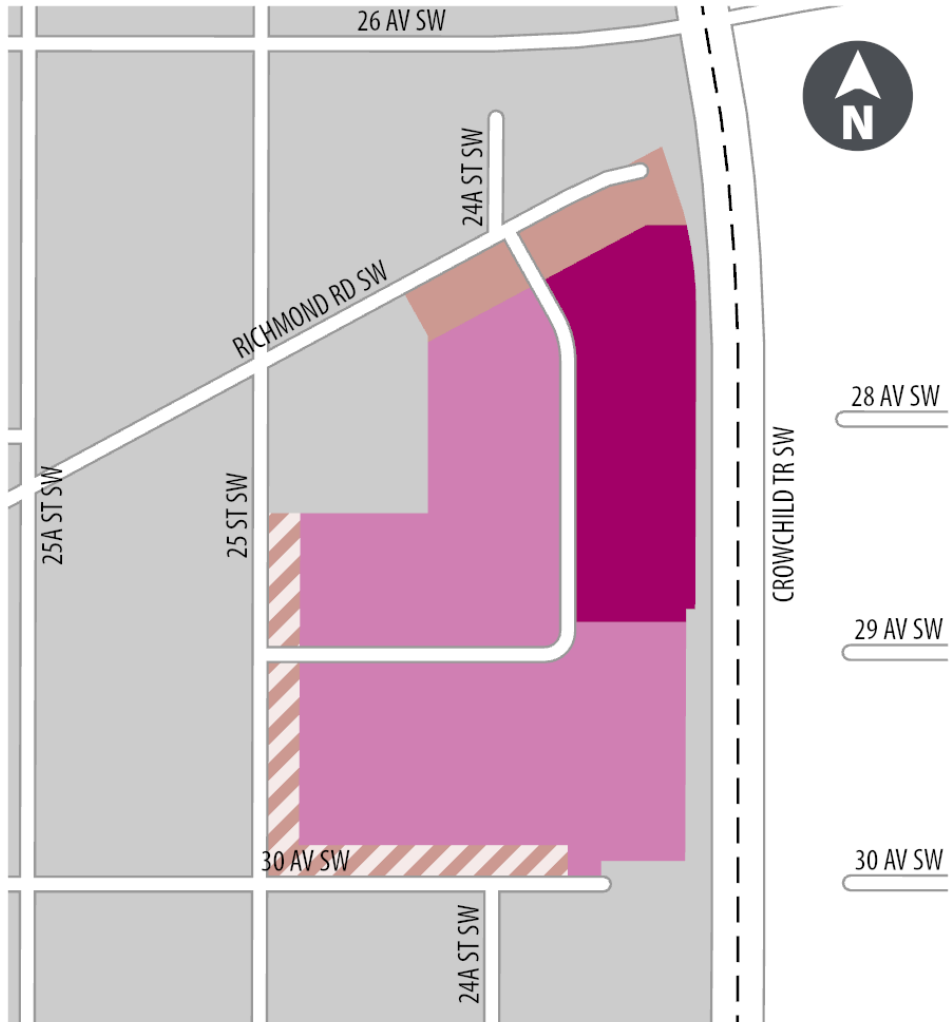 26 AV SW
N
24A ST SW
RICHMOND RD SW
28 AV SW
25A ST SW
25 ST SW
CROWCHILD TR SW
29 AV SW
30 AV SW
30 AV SW
24A ST SW